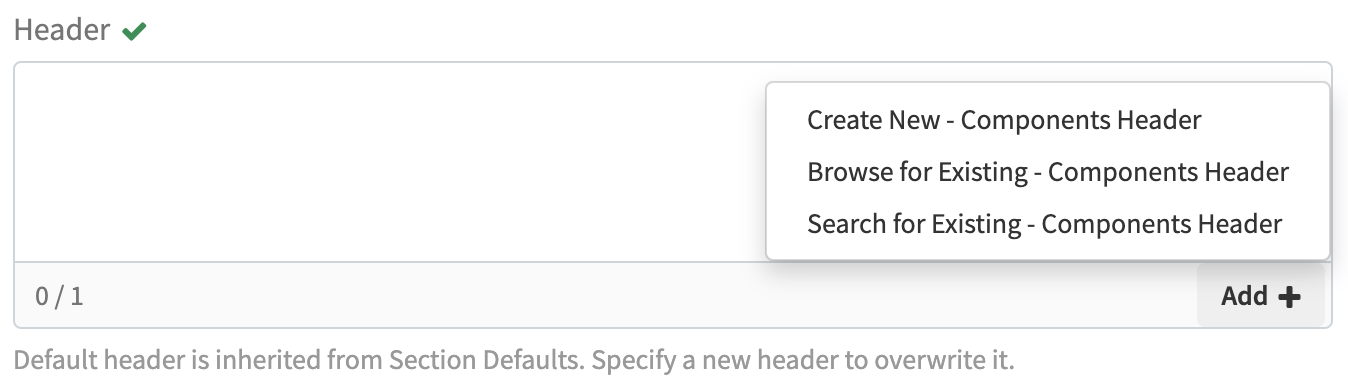 Header
Create New - Components Header
Browse for Existing - Components Header
Search for Existing - Components Header
0 / 1
Add
Default header is inherited from Section Defaults. Specify a new header to overwrite it.